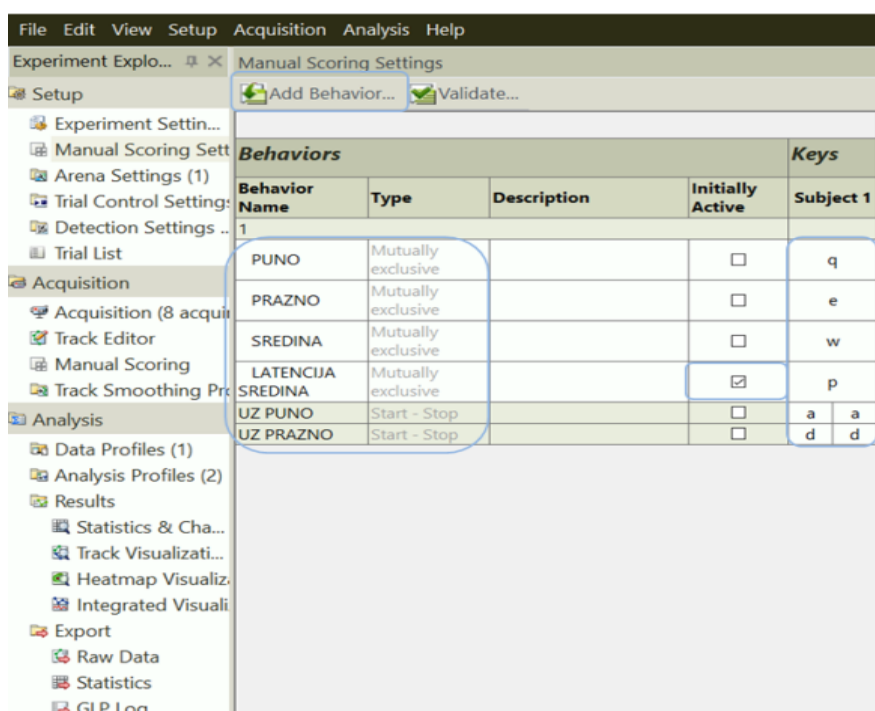 File Edit View Setup Acquisition Analysis Help
Experiment Explo...
Manual Scoring Settings
Setup
Add Behavior... Validate...
Experiment Settin...
Manual Scoring Sett
Arena Settings (1)
Trial Control Settings
Detection Settings ..
Trial List
Acquisition
Acquisition (8 acqui
Track Editor
Manual Scoring
Track Smoothing Pro
Analysis
Data Profiles (1)
Analysis Profiles (2)
Results
Statistics & Cha...
Track Visualizati...
Heatmap Visualiz
Integrated Visuali
Export
Raw Data
Statistics
GLP Log
Behaviors Keys
Behavior Name Type Description Initially Active Subject 1
1
PUNO Mutually exclusive q
PRAZNO Mutually exclusive e
SREDINA Mutually exclusive w
LATENCIJA SREDINA Mutually exclusive p
UZ PUNO Start - Stop a a
UZ PRAZNO Start - Stop d d